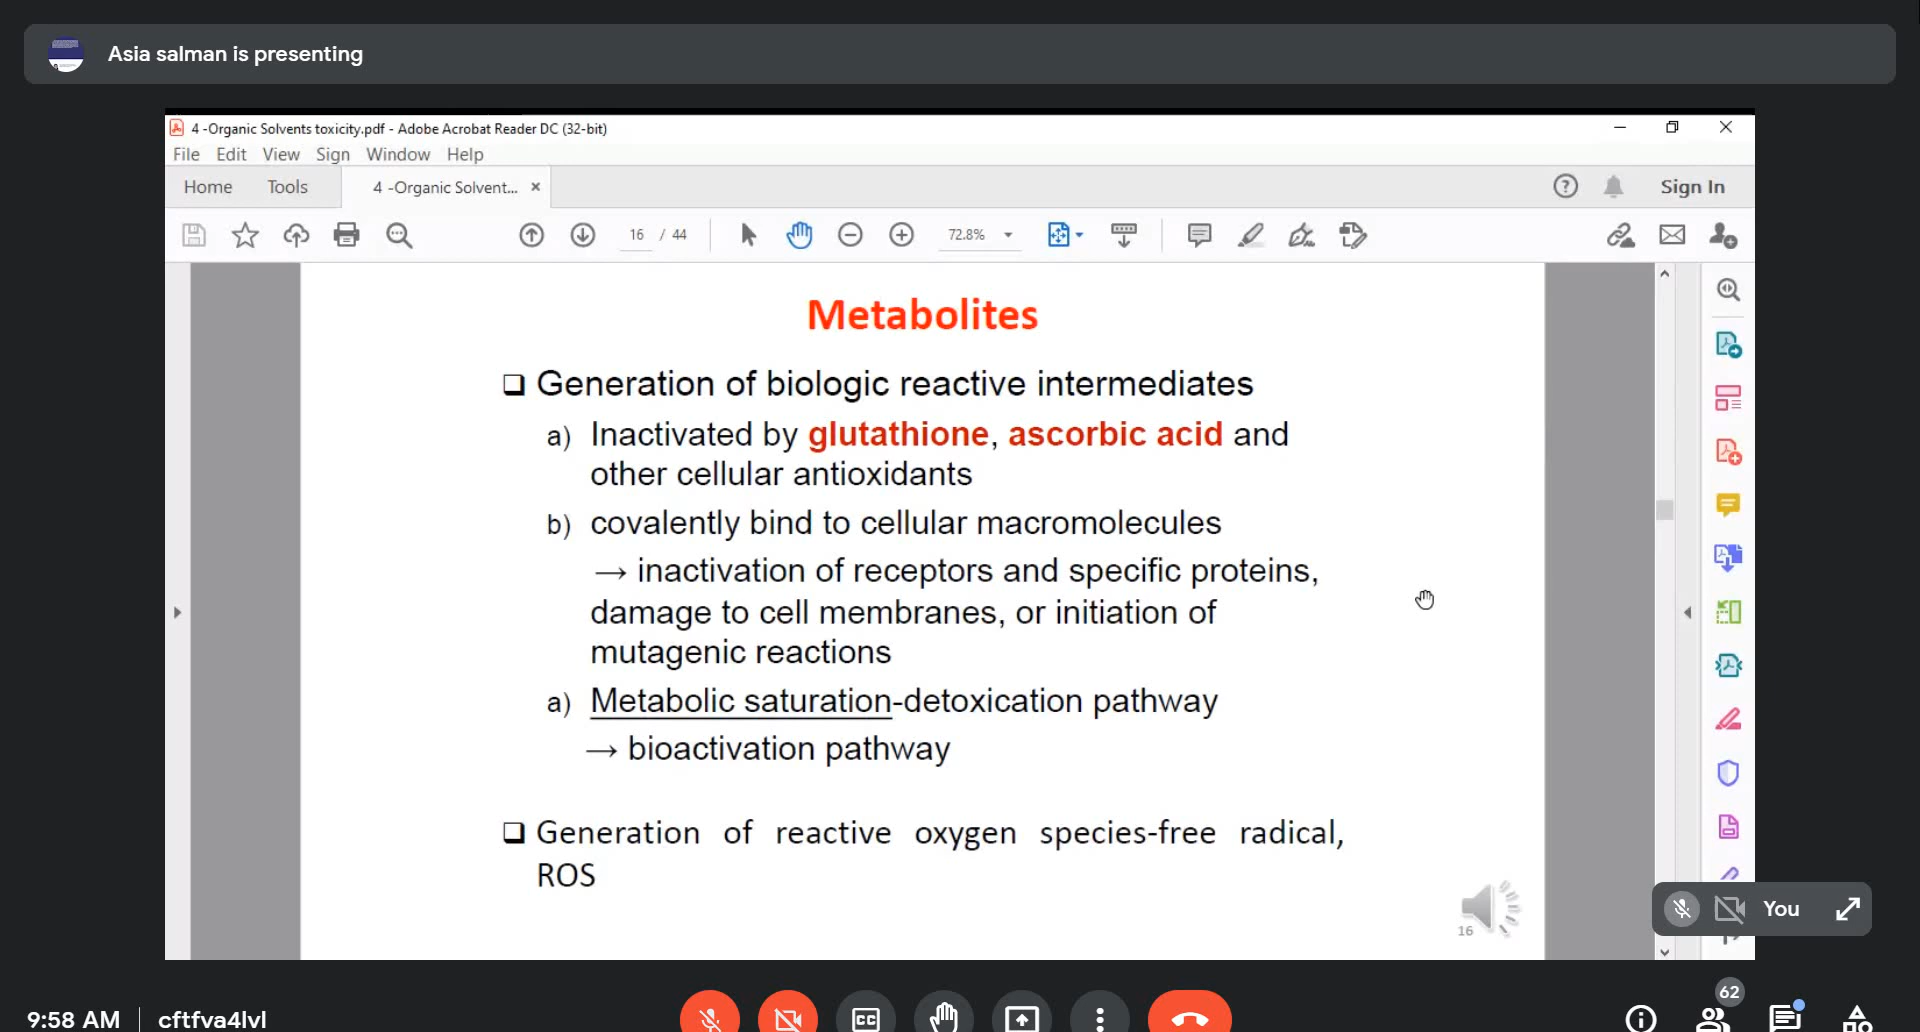 Asia salman is presenting
4 -Organic Solvents toxicity.pdf - Adobe Acrobat Reader DC (32-bit)
File Edit View Sign Window Help
Home Tools 4 -Organic Solvent... × Sign In
16 / 44 72.8%
Metabolites
❑ Generation of biologic reactive intermediates
a) Inactivated by glutathione, ascorbic acid and
other cellular antioxidants
b) covalently bind to cellular macromolecules
→ inactivation of receptors and specific proteins,
damage to cell membranes, or initiation of
mutagenic reactions
a) Metabolic saturation-detoxication pathway
→ bioactivation pathway
❑ Generation of reactive oxygen species-free radical,
ROS
16
You
62
9:58 AM | cftfva4lvl
CC